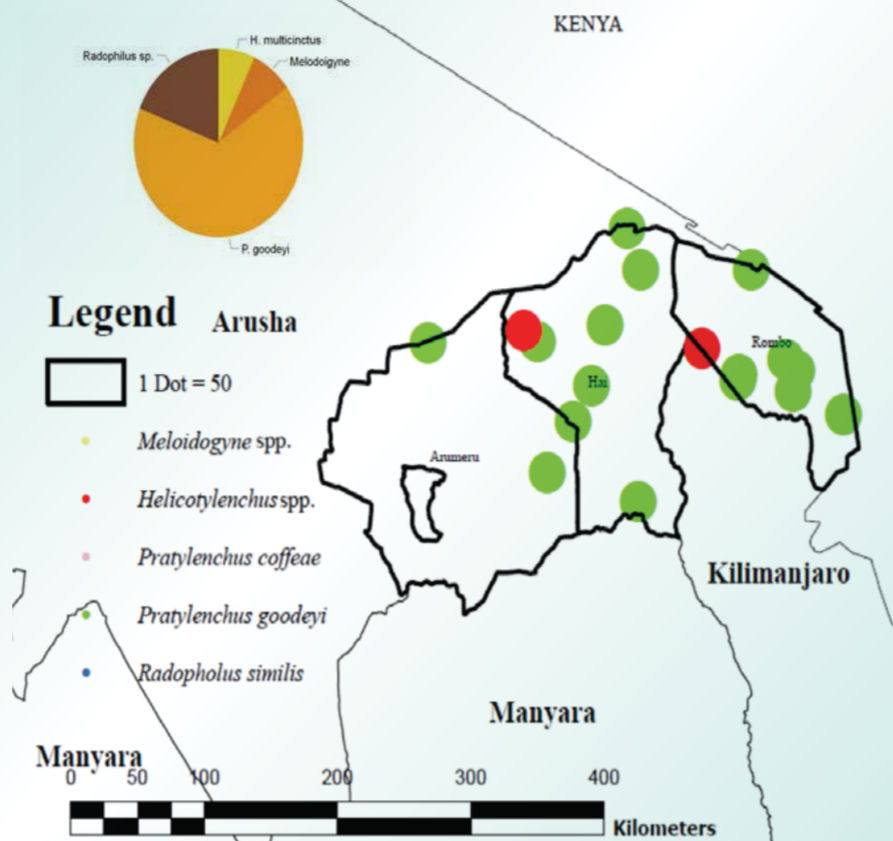 KENYA
H. multicinctus
Radophilus sp.
Melodoigyne
P. goodeyi
Legend
Arusha
1 Dot = 50
Meloidogyne spp.
Helicotylenchus spp.
Pratylenchus coffeae
Pratylenchus goodeyi
Radopholus similis
Rombo
Hai
Arumeru
Kilimanjaro
Manyara
Manyara
0 50 100 200 300 400
Kilometers